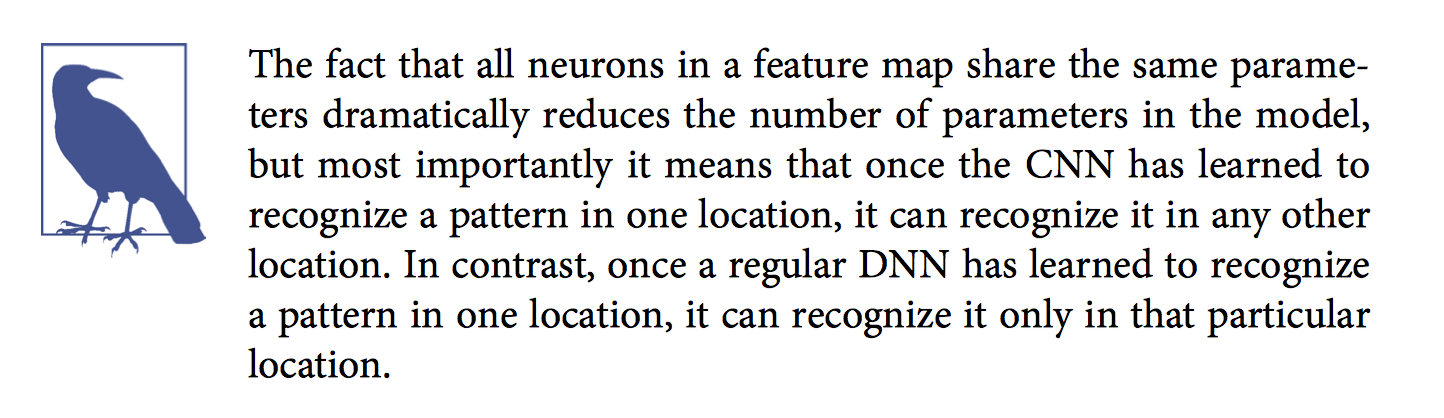 The fact that all neurons in a feature map share the same parame-
ters dramatically reduces the number of parameters in the model,
but most importantly it means that once the CNN has learned to
recognize a pattern in one location, it can recognize it in any other
location. In contrast, once a regular DNN has learned to recognize
a pattern in one location, it can recognize it only in that particular
location.